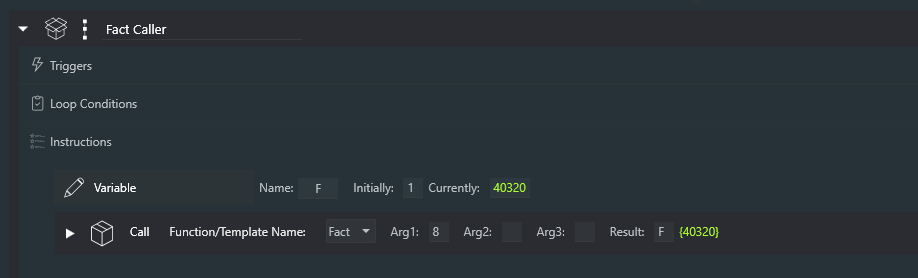 Fact Caller
Triggers
Loop Conditions
Instructions
Variable Name: F Initially: 1 Currently: 40320
Call Function/Template Name: Fact Arg1: 8 Arg2: Arg3: Result: F {40320}